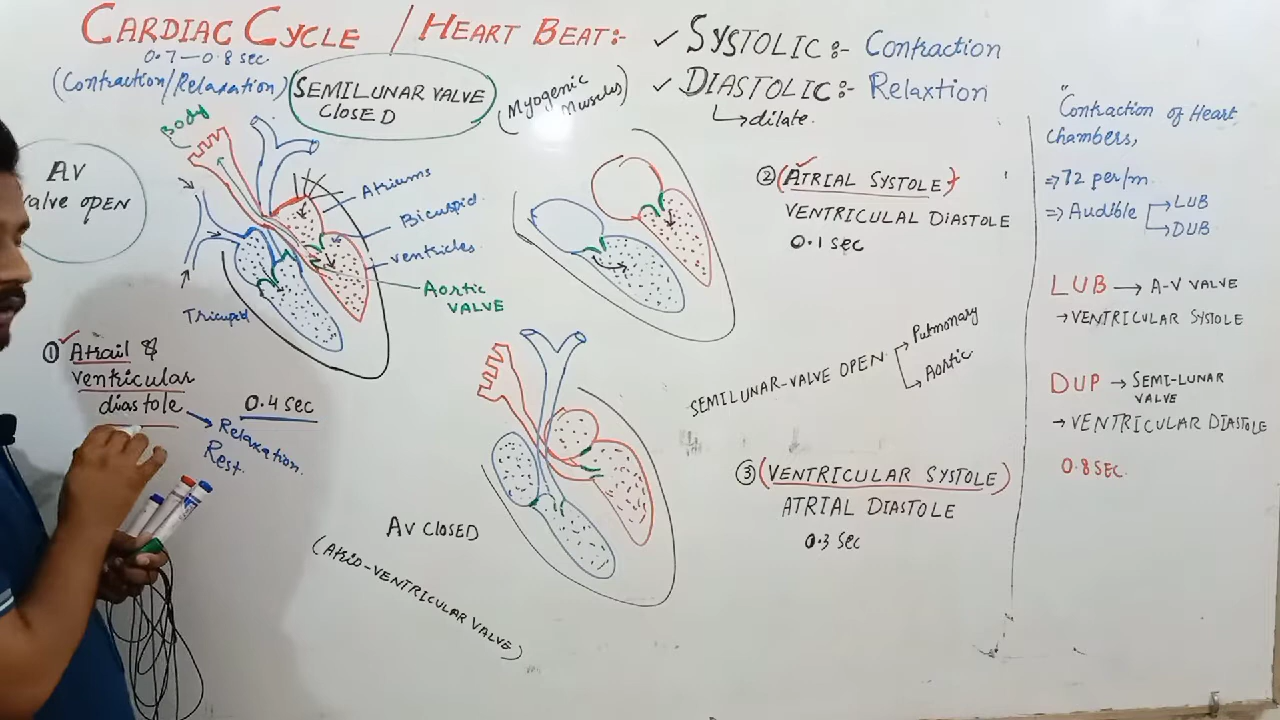 CARDIAC CYCLE / HEART BEAT:-
0.7-0.8 sec
(Contraction/Relaxation)
SEMILUNAR VALVE
CLOSED
(Myogenic
Muscles)
✓ SYSTOLIC:- Contraction
✓ DIASTOLIC:- Relaxtion
↳dilate.
AV
valve OPEN
Body
Atriums
Bicuspid
Ventricles
Aortic
VALVE
Tricuspid
① Atrail &
ventricular
diastole
0.4 sec
Relaxation
Rest.
② (ATRIAL SYSTOLE)
VENTRICULAL DIASTOLE
0.1 sec
SEMILUNAR-VALVE OPEN
Pulmonary
Aortic
AV CLOSED
(Atrio-VENTRICULAR VALVE)
③ (VENTRICULAR SYSTOLE)
ATRIAL DIASTOLE
0.3 sec
"Contraction of Heart
Chambers,
⇒ 72 per/m.
⇒ Audible
LUB
DUB
LUB → A-V VALVE
→ VENTRICULAR SYSTOLE
DUP → SEMI-LUNAR
VALVE
→ VENTRICULAR DIASTOLE
0.8 SEC.